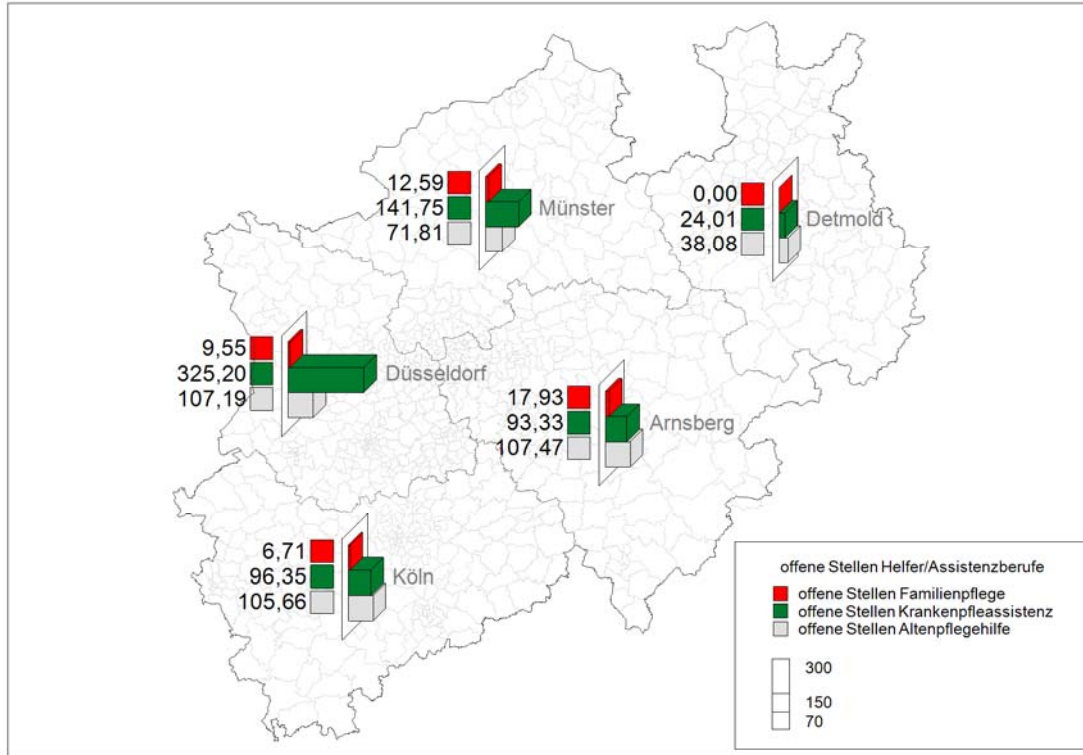 12,59
141,75
71,81
Münster
0,00
24,01
38,08
Detmold
9,55
325,20
107,19
Düsseldorf
17,93
93,33
107,47
Arnsberg
6,71
96,35
105,66
Köln
offene Stellen Helfer/Assistenzberufe
offene Stellen Familienpflege
offene Stellen Krankenpfleassistenz
offene Stellen Altenpflegehilfe
300
150
70